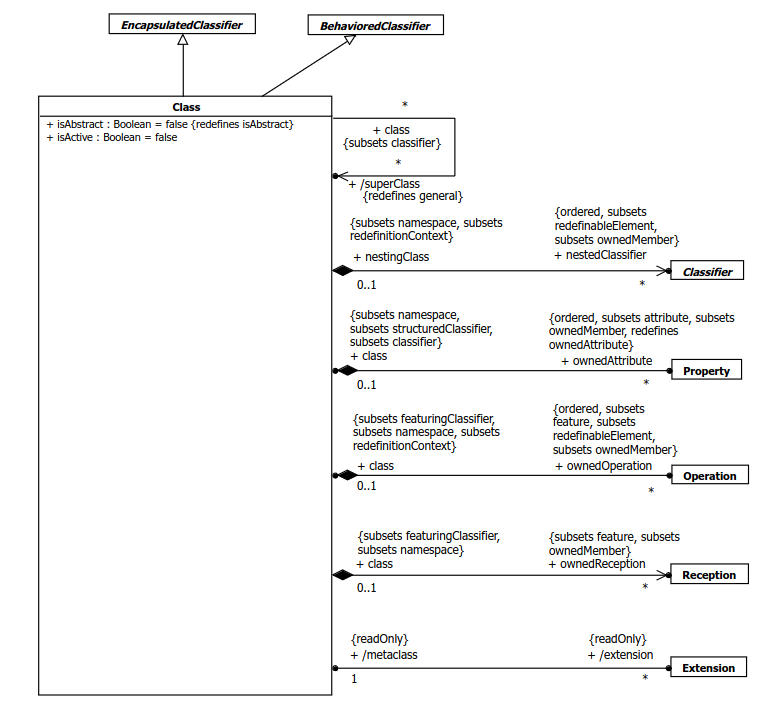 EncapsulatedClassifier
BehavioredClassifier
Class
+ isAbstract : Boolean = false {redefines isAbstract}
+ isActive : Boolean = false
*
+ class
{subsets classifier}
*
+ /superClass
{redefines general}
{subsets namespace, subsets
redefinitionContext}
+ nestingClass
0..1
{ordered, subsets
redefinableElement,
subsets ownedMember}
+ nestedClassifier
*
Classifier
{subsets namespace,
subsets structuredClassifier,
subsets classifier}
+ class
0..1
{ordered, subsets attribute, subsets
ownedMember, redefines
ownedAttribute}
+ ownedAttribute
*
Property
{subsets featuringClassifier,
subsets namespace, subsets
redefinitionContext}
+ class
0..1
{ordered, subsets
feature, subsets
redefinableElement,
subsets ownedMember}
+ ownedOperation
*
Operation
{subsets featuringClassifier,
subsets namespace}
+ class
0..1
{subsets feature, subsets
ownedMember}
+ ownedReception
*
Reception
{readOnly}
+ /metaclass
1
{readOnly}
+ /extension
*
Extension